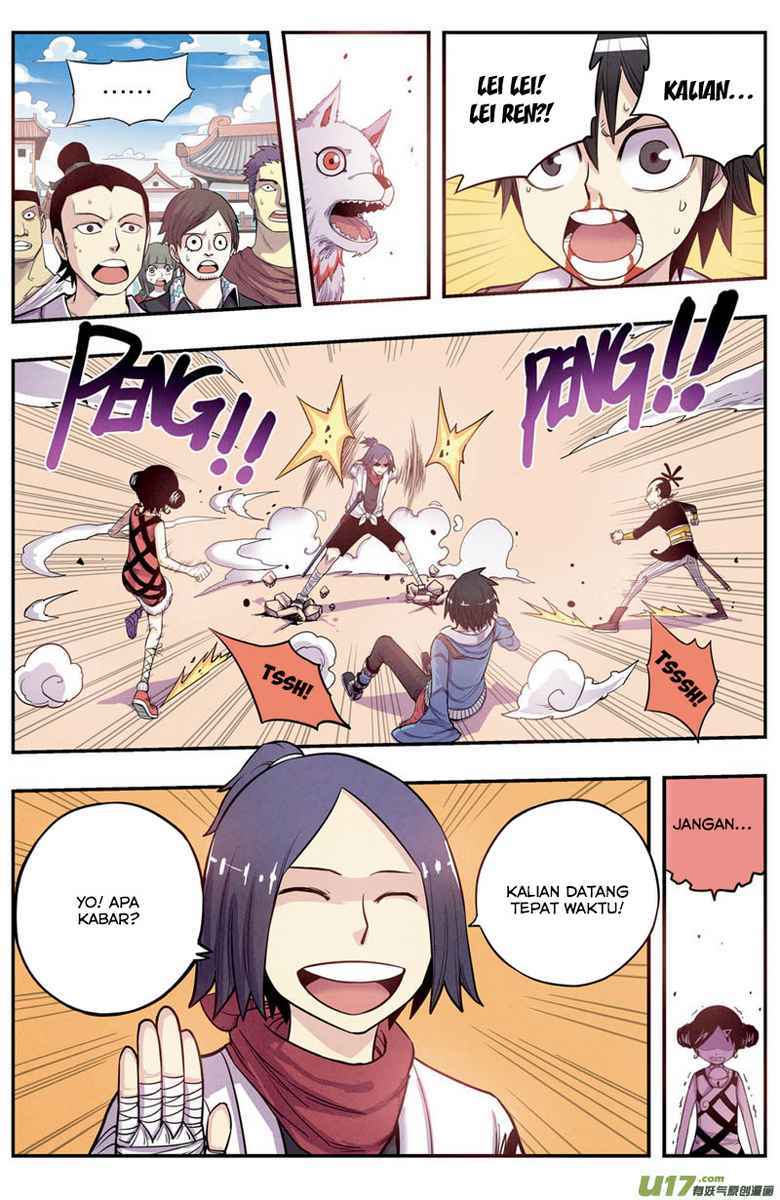 ......
LEI LEI!
LEI REN?!
KALIAN...
PENG!!
PENG!!
TSSH!
TSSSH!
YO! APA
KABAR?
KALIAN DATANG
TEPAT WAKTU!
JANGAN...
U17.com
有妖气原创漫画